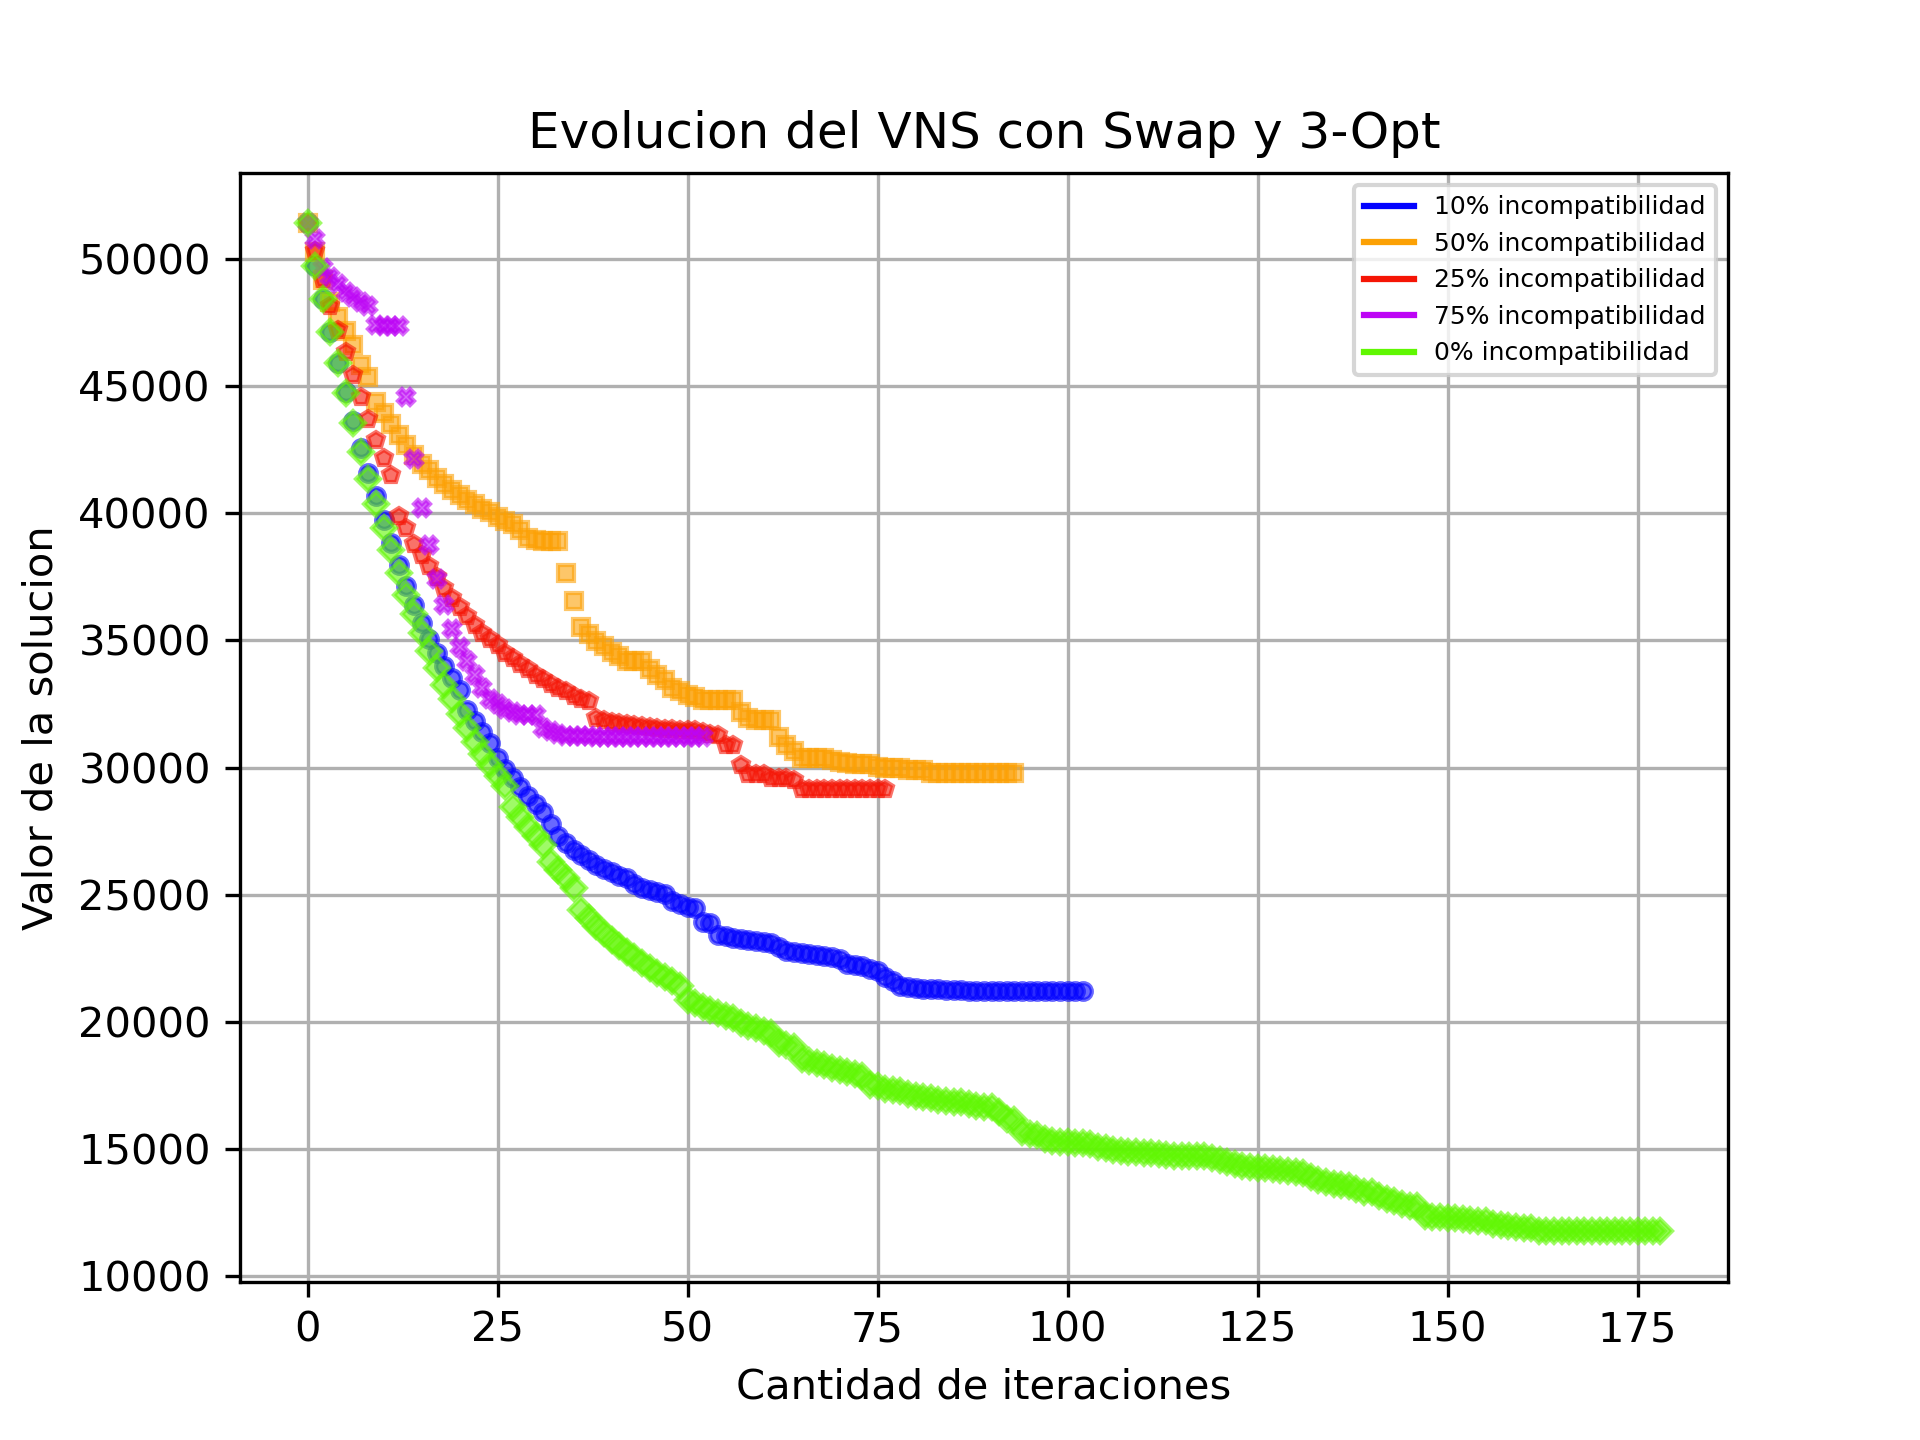 Evolucion del VNS con Swap y 3-Opt
10% incompatibilidad
50% incompatibilidad
25% incompatibilidad
75% incompatibilidad
0% incompatibilidad
Valor de la solucion
50000
45000
40000
35000
30000
25000
20000
15000
10000
0 25 50 75 100 125 150 175
Cantidad de iteraciones